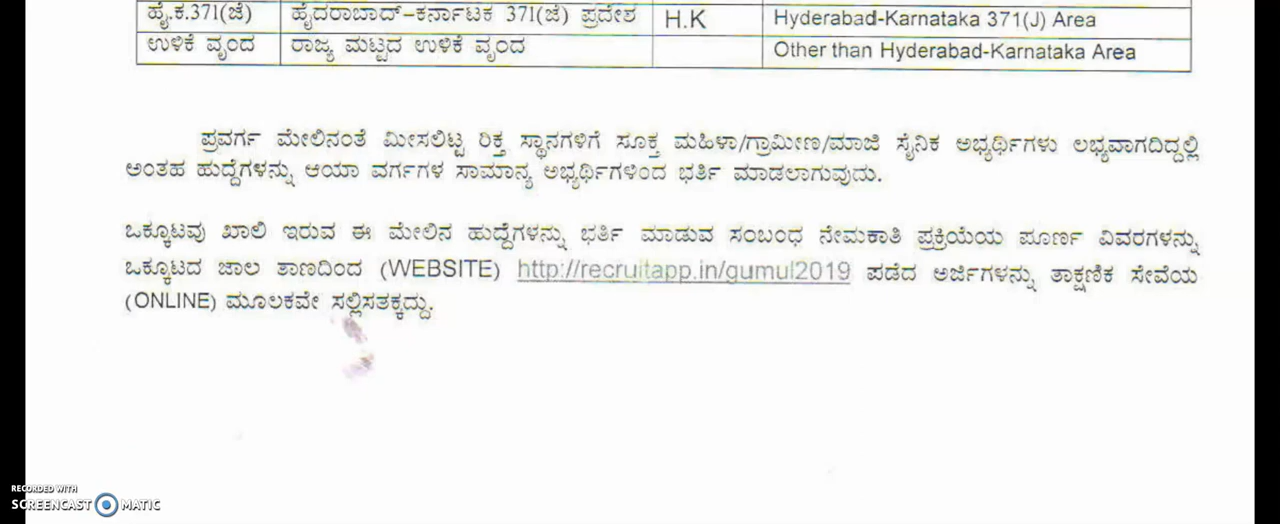 ಹೈ.ಕ.371(ಜೆ) ಹೈದರಾಬಾದ್-ಕರ್ನಾಟಕ 371(ಜೆ) ಪ್ರದೇಶ H.K Hyderabad-Karnataka 371(J) Area
ಉಳಿಕೆ ವೃಂದ ರಾಜ್ಯ ಮಟ್ಟದ ಉಳಿಕೆ ವೃಂದ Other than Hyderabad-Karnataka Area
ಪ್ರವರ್ಗ ಮೇಲಿನಂತೆ ಮೀಸಲಿಟ್ಟ ರಿಕ್ತ ಸ್ಥಾನಗಳಿಗೆ ಸೂಕ್ತ ಮಹಿಳಾ/ಗ್ರಾಮೀಣ/ಮಾಜಿ ಸೈನಿಕ ಅಭ್ಯರ್ಥಿಗಳು ಲಭ್ಯವಾಗದಿದ್ದಲ್ಲಿ
ಅಂತಹ ಹುದ್ದೆಗಳನ್ನು ಆಯಾ ವರ್ಗಗಳ ಸಾಮಾನ್ಯ ಅಭ್ಯರ್ಥಿಗಳಿಂದ ಭರ್ತಿ ಮಾಡಲಾಗುವುದು.
ಒಕ್ಕೂಟವು ಖಾಲಿ ಇರುವ ಈ ಮೇಲಿನ ಹುದ್ದೆಗಳನ್ನು ಭರ್ತಿ ಮಾಡುವ ಸಂಬಂಧ ನೇಮಕಾತಿ ಪ್ರಕ್ರಿಯೆಯ ಪೂರ್ಣ ವಿವರಗಳನ್ನು
ಒಕ್ಕೂಟದ ಜಾಲ ತಾಣದಿಂದ (WEBSITE) http://recruitapp.in/gumul2019 ಪಡೆದ ಅರ್ಜಿಗಳನ್ನು ತಾಕ್ಷಣಿಕ ಸೇವೆಯ
(ONLINE) ಮೂಲಕವೇ ಸಲ್ಲಿಸತಕ್ಕದ್ದು.
RECORDED WITH
SCREENCAST MATIC